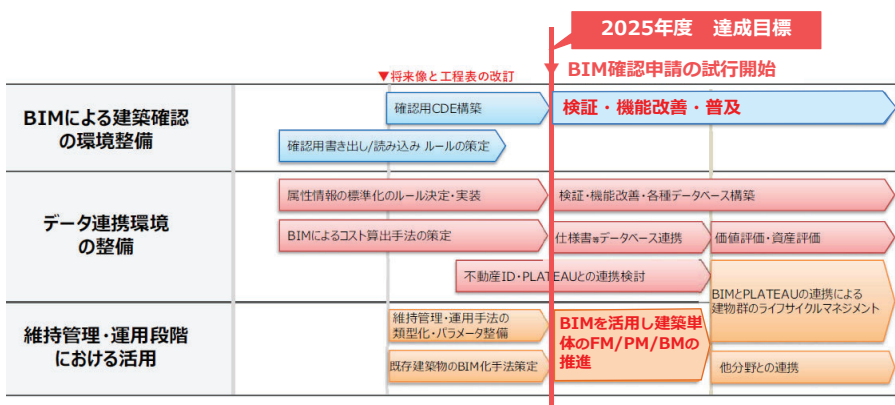 2025年度　達成目標
▼将来像と工程表の改訂
▼BIM確認申請の試行開始
BIMによる建築確認
の環境整備
確認用CDE構築
検証・機能改善・普及
確認用書き出し/読み込み ルールの策定
データ連携環境
の整備
属性情報の標準化のルール決定・実装
検証・機能改善・各種データベース構築
BIMによるコスト算出手法の策定
仕様書等データベース連携
価値評価・資産評価
不動産ID・PLATEAUとの連携検討
BIMとPLATEAUの連携による
建物群のライフサイクルマネジメント
維持管理・運用段階
における活用
維持管理・運用手法の
類型化・パラメータ整備
BIMを活用し建築単
体のFM/PM/BMの
推進
既存建築物のBIM化手法策定
他分野との連携